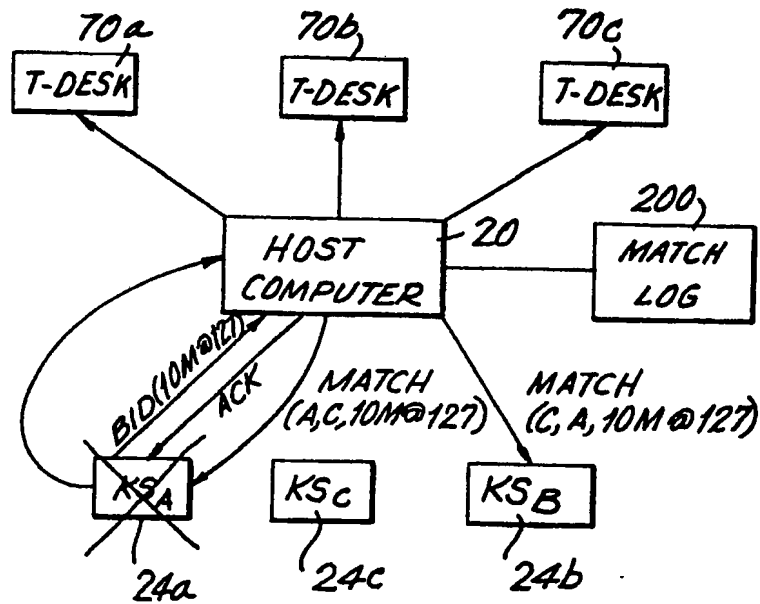 70a
70b
70c
T-DESK
T-DESK
T-DESK
20
200
HOST
COMPUTER
MATCH
LOG
BID(10M@127)
ACK
MATCH
(A,C,10M@127)
MATCH
(C,A,10M@127)
KSA
KSC
KSB
24a
24c
24b